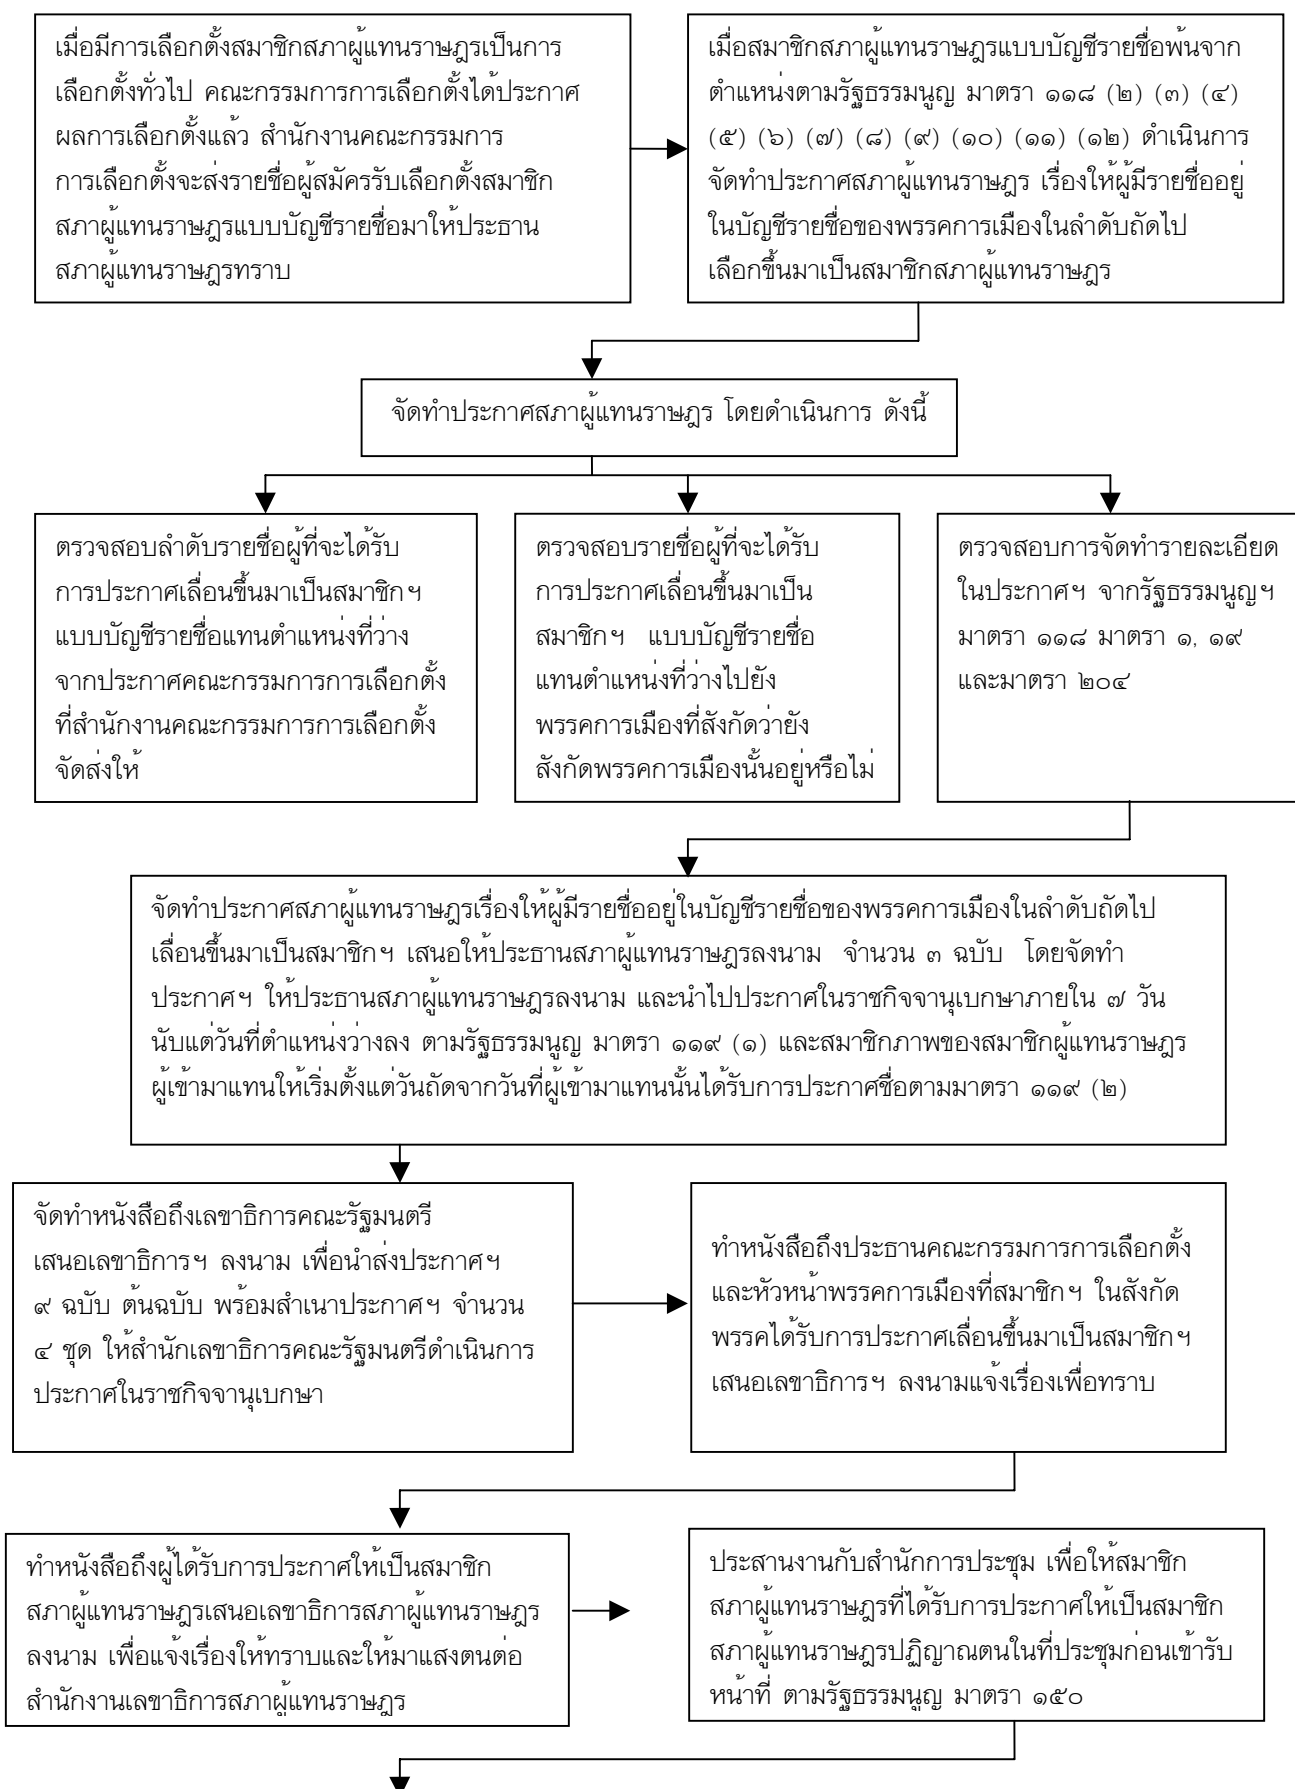 เมื่อมีการเลือกตั้งสมาชิกสภาผู้แทนราษฎรเป็นการ
เลือกตั้งทั่วไป คณะกรรมการการเลือกตั้งได้ประกาศ
ผลการเลือกตั้งแล้ว สำนักงานคณะกรรมการ
การเลือกตั้งจะส่งรายชื่อผู้สมัครรับเลือกตั้งสมาชิก
สภาผู้แทนราษฎรแบบบัญชีรายชื่อมาให้ประธาน
สภาผู้แทนราษฎรทราบ
เมื่อสมาชิกสภาผู้แทนราษฎรแบบบัญชีรายชื่อพ้นจาก
ตำแหน่งตามรัฐธรรมนูญ มาตรา ๑๑๘ (๒) (๓) (๔)
(๕) (๖) (๗) (๘) (๙) (๑๐) (๑๑) (๑๒) ดำเนินการ
จัดทำประกาศสภาผู้แทนราษฎร เรื่องให้ผู้มีรายชื่ออยู่
ในบัญชีรายชื่อของพรรคการเมืองในลำดับถัดไป
เลือกขึ้นมาเป็นสมาชิกสภาผู้แทนราษฎร
จัดทำประกาศสภาผู้แทนราษฎร โดยดำเนินการ ดังนี้
ตรวจสอบลำดับรายชื่อผู้ที่จะได้รับ
การประกาศเลื่อนขึ้นมาเป็นสมาชิกฯ
แบบบัญชีรายชื่อแทนตำแหน่งที่ว่าง
จากประกาศคณะกรรมการการเลือกตั้ง
ที่สำนักงานคณะกรรมการการเลือกตั้ง
จัดส่งให้
ตรวจสอบรายชื่อผู้ที่จะได้รับ
การประกาศเลื่อนขึ้นมาเป็น
สมาชิกฯ แบบบัญชีรายชื่อ
แทนตำแหน่งที่ว่างไปยัง
พรรคการเมืองที่สังกัดว่ายัง
สังกัดพรรคการเมืองนั้นอยู่หรือไม่
ตรวจสอบการจัดทำรายละเอียด
ในประกาศฯ จากรัฐธรรมนูญฯ
มาตรา ๑๑๘ มาตรา ๑, ๑๙
และมาตรา ๒๐๔
จัดทำประกาศสภาผู้แทนราษฎรเรื่องให้ผู้มีรายชื่ออยู่ในบัญชีรายชื่อของพรรคการเมืองในลำดับถัดไป
เลื่อนขึ้นมาเป็นสมาชิกฯ เสนอให้ประธานสภาผู้แทนราษฎรลงนาม จำนวน ๓ ฉบับ โดยจัดทำ
ประกาศฯ ให้ประธานสภาผู้แทนราษฎรลงนาม และนำไปประกาศในราชกิจจานุเบกษาภายใน ๗ วัน
นับแต่วันที่ตำแหน่งว่างลง ตามรัฐธรรมนูญ มาตรา ๑๑๙ (๑) และสมาชิกภาพของสมาชิกผู้แทนราษฎร
ผู้เข้ามาแทนให้เริ่มตั้งแต่วันถัดจากวันที่ผู้เข้ามาแทนนั้นได้รับการประกาศชื่อตามมาตรา ๑๑๙ (๒)
จัดทำหนังสือถึงเลขาธิการคณะรัฐมนตรี
เสนอเลขาธิการฯ ลงนาม เพื่อนำส่งประกาศฯ
๙ ฉบับ ต้นฉบับ พร้อมสำเนาประกาศฯ จำนวน
๔ ชุด ให้สำนักเลขาธิการคณะรัฐมนตรีดำเนินการ
ประกาศในราชกิจจานุเบกษา
ทำหนังสือถึงประธานคณะกรรมการการเลือกตั้ง
และหัวหน้าพรรคการเมืองที่สมาชิกฯ ในสังกัด
พรรคได้รับการประกาศเลื่อนขึ้นมาเป็นสมาชิกฯ
เสนอเลขาธิการฯ ลงนามแจ้งเรื่องเพื่อทราบ
ทำหนังสือถึงผู้ได้รับการประกาศให้เป็นสมาชิก
สภาผู้แทนราษฎรเสนอเลขาธิการสภาผู้แทนราษฎร
ลงนาม เพื่อแจ้งเรื่องให้ทราบและให้มาแสงตนต่อ
สำนักงานเลขาธิการสภาผู้แทนราษฎร
ประสานงานกับสำนักการประชุม เพื่อให้สมาชิก
สภาผู้แทนราษฎรที่ได้รับการประกาศให้เป็นสมาชิก
สภาผู้แทนราษฎรปฏิญาณตนในที่ประชุมก่อนเข้ารับ
หน้าที่ ตามรัฐธรรมนูญ มาตรา ๑๕๐